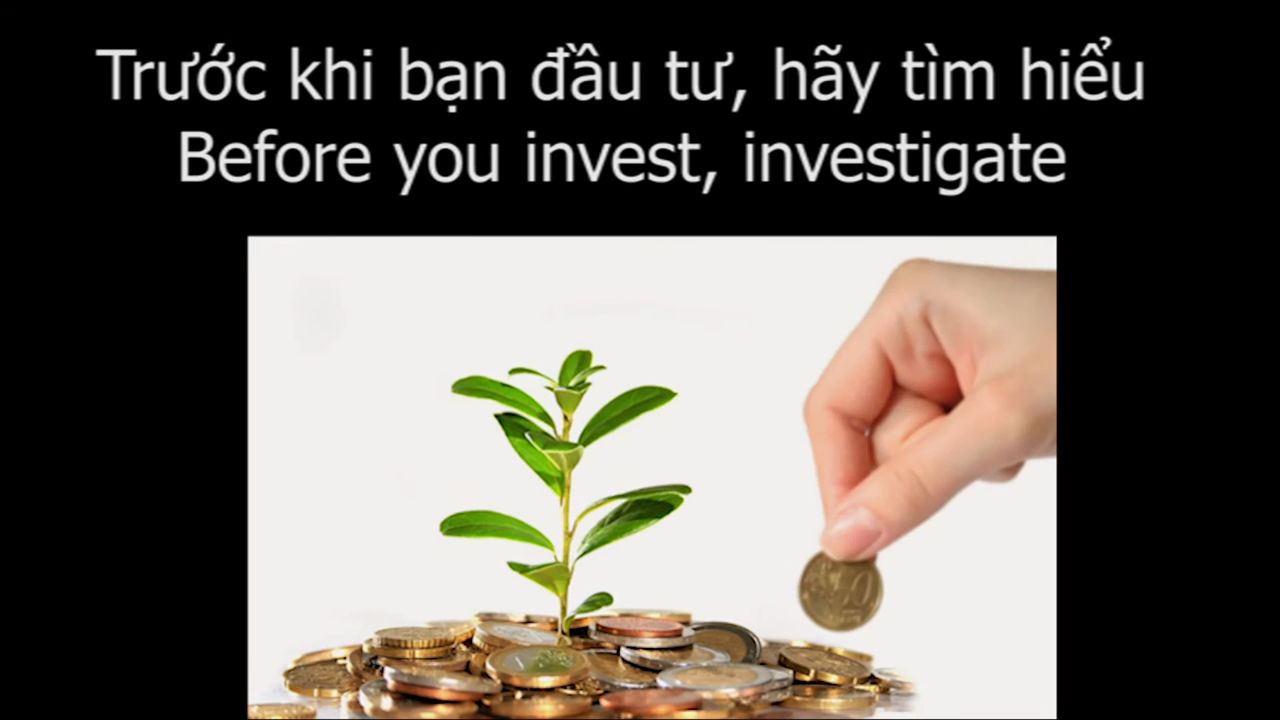 Trước khi bạn đầu tư, hãy tìm hiểu
Before you invest, investigate